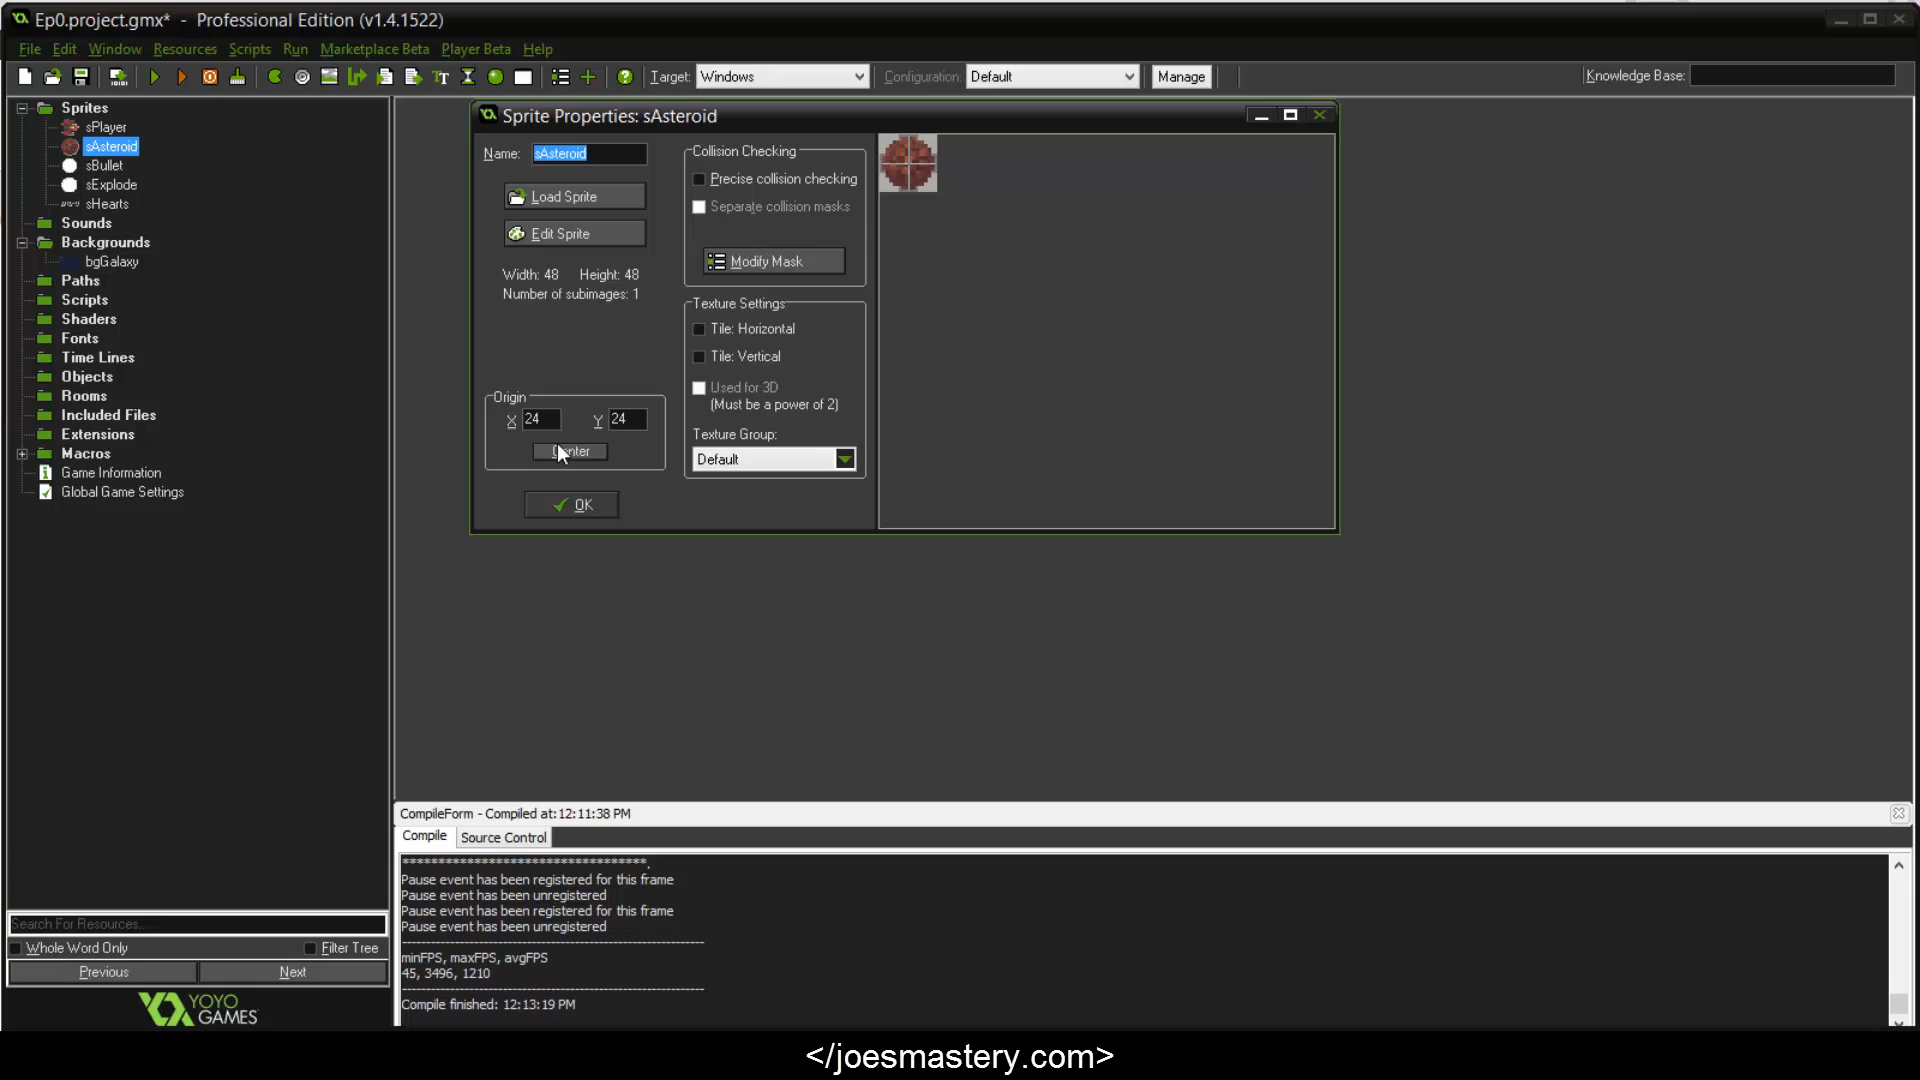 Ep0.project.gmx* - Professional Edition (v1.4.1522)
File Edit Window Resources Scripts Run Marketplace Beta Player Beta Help
Target: Windows Configuration: Default Manage Knowledge Base:
Sprites
sPlayer
sAsteroid
sBullet
sExplode
sHearts
Sounds
Backgrounds
bgGalaxy
Paths
Scripts
Shaders
Fonts
Time Lines
Objects
Rooms
Included Files
Extensions
Macros
Game Information
Global Game Settings
Search For Resources...
Whole Word Only Filter Tree
Previous Next
YOYO
GAMES
Sprite Properties: sAsteroid
Name: sAsteroid
Load Sprite
Edit Sprite
Width: 48 Height: 48
Number of subimages: 1
Origin
X 24 Y 24
Center
OK
Collision Checking
Precise collision checking
Separate collision masks
Modify Mask
Texture Settings
Tile: Horizontal
Tile: Vertical
Used for 3D
(Must be a power of 2)
Texture Group:
Default
CompileForm - Compiled at:12:11:38 PM
Compile Source Control
**********************************.
Pause event has been registered for this frame
Pause event has been unregistered
Pause event has been registered for this frame
Pause event has been unregistered
minFPS, maxFPS, avgFPS
45, 3496, 1210
Compile finished: 12:13:19 PM
</joesmastery.com>